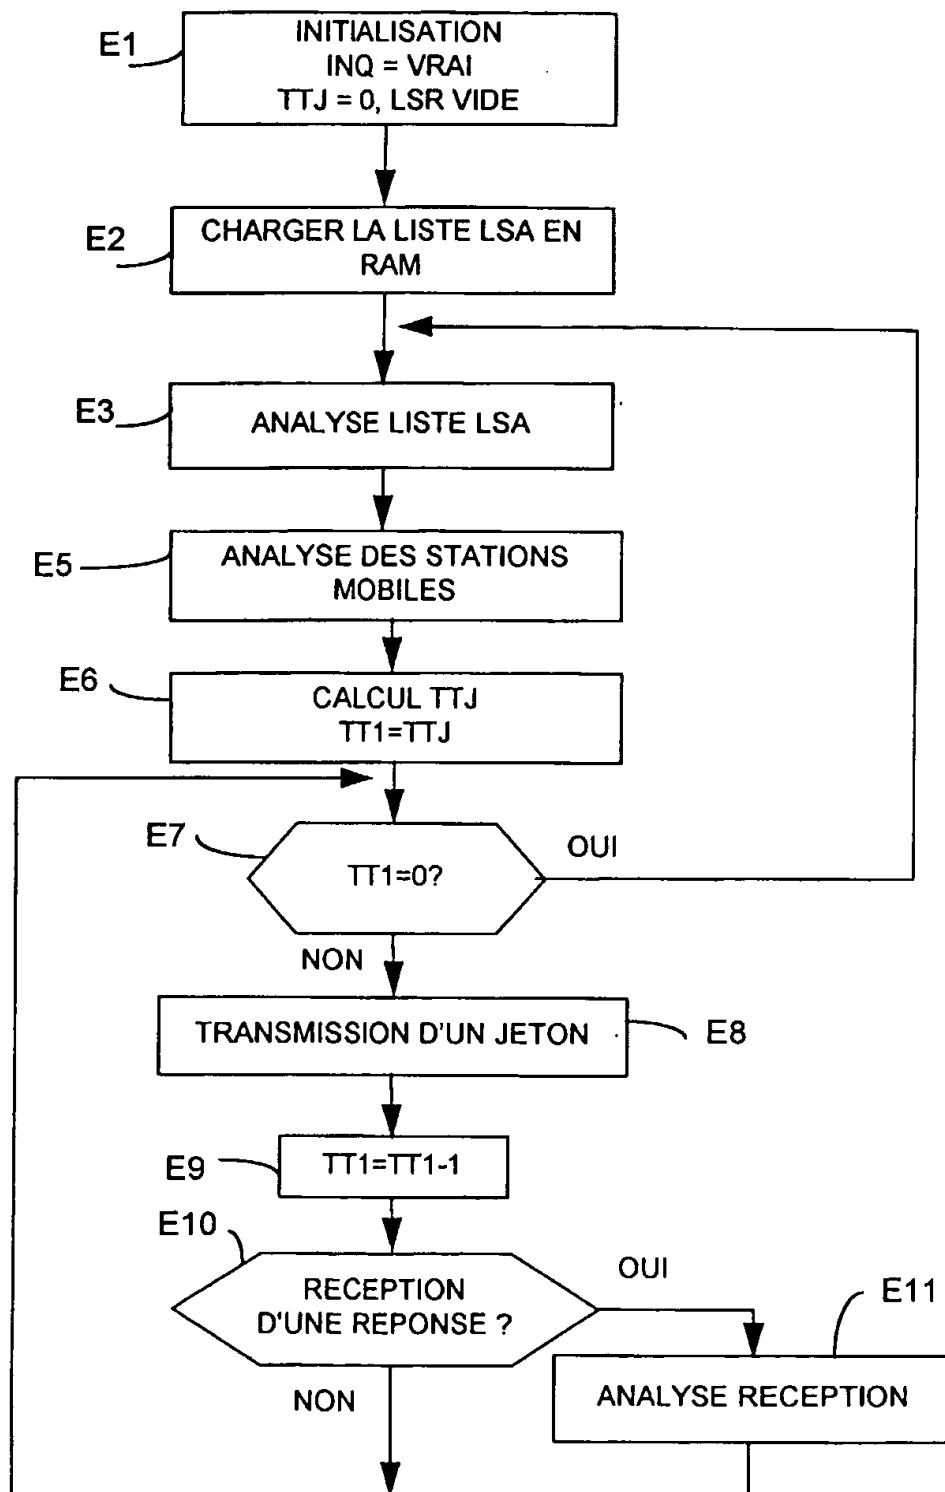 E1
INITIALISATION
INQ = VRAI
TTJ = 0, LSR VIDE
E2
CHARGER LA LISTE LSA EN
RAM
E3
ANALYSE LISTE LSA
E5
ANALYSE DES STATIONS
MOBILES
E6
CALCUL TTJ
TT1=TTJ
E7
TT1=0?
OUI
NON
TRANSMISSION D'UN JETON
E8
E9
TT1=TT1-1
E10
RECEPTION
D'UNE REPONSE ?
OUI
E11
NON
ANALYSE RECEPTION